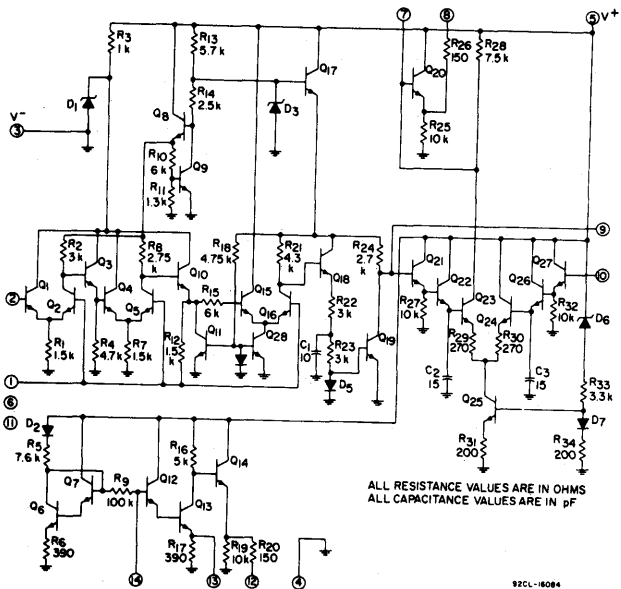 7
8
5
V+
R3
1k
R13
5.7k
R26
150
R28
7.5k
Q17
Q20
D1
V-
3
Q8
R14
2.5k
D3
R25
10k
R10
6k
Q9
R11
1.3k
R2
3k
Q3
R8
2.75
k
Q10
R18
4.75k
R21
4.3
k
R24
2.7
k
9
Q1
Q2
Q4
Q5
R15
6k
Q15
Q16
Q18
Q21
Q22
Q23
Q27
Q26
10
2
R22
3k
R27
10k
Q24
R32
10k
D6
R1
1.5k
R4
4.7k
R7
1.5k
R12
1.5
k
Q11
Q28
C1
10
R23
3k
Q19
R29
270
R30
270
1
D5
C2
15
C3
15
R33
3.3k
6
11
D2
Q25
D7
R5
7.6k
R16
5k
Q14
R31
200
R34
200
Q7
R9
100k
Q12
Q6
Q13
R6
390
R17
390
R19
10k
R20
150
14
13
12
4
ALL RESISTANCE VALUES ARE IN OHMS
ALL CAPACITANCE VALUES ARE IN pF
92CL-16084